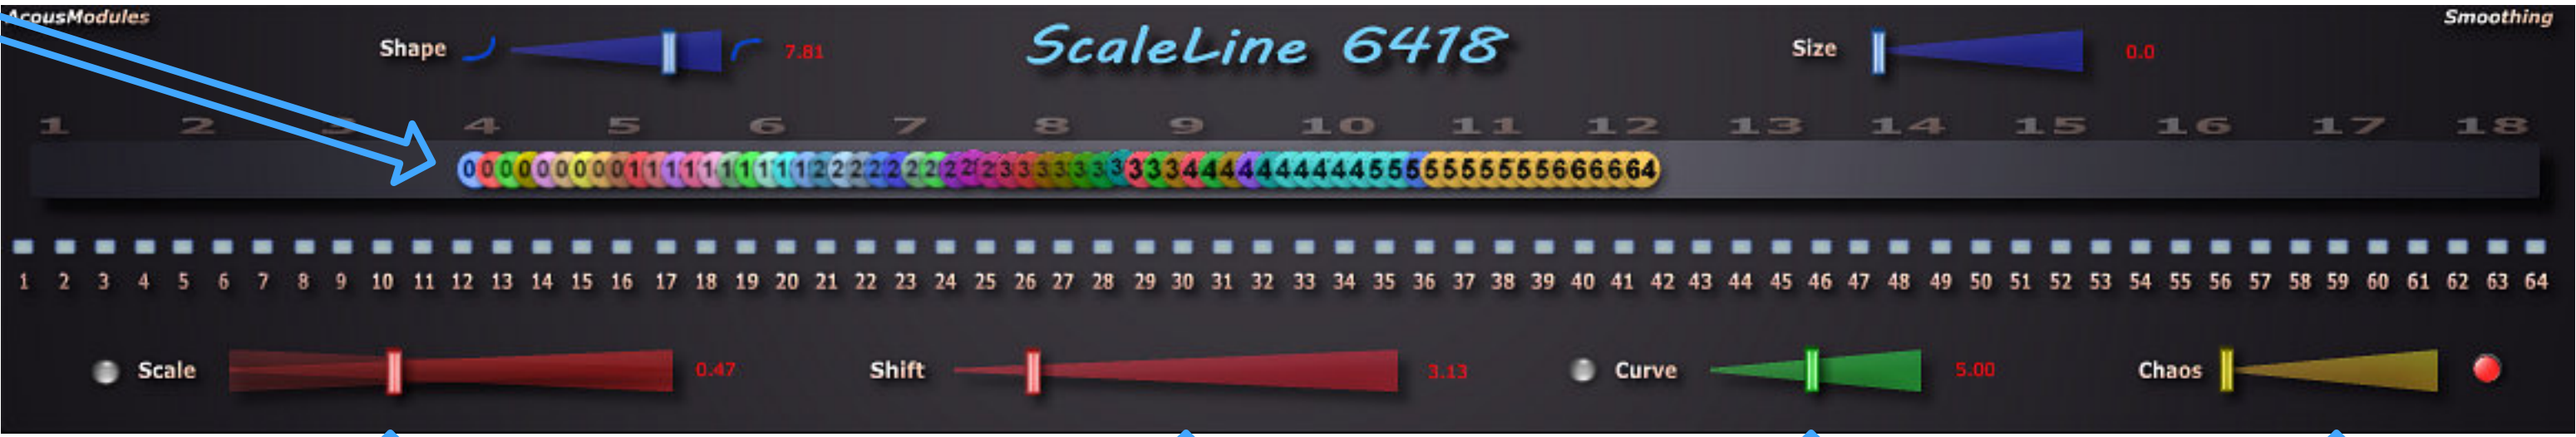 AcousModules
Smoothing
Shape 7.81 ScaleLine 6418 Size 0.0
1 2 3 4 5 6 7 8 9 10 11 12 13 14 15 16 17 18
64
1 2 3 4 5 6 7 8 9 10 11 12 13 14 15 16 17 18 19 20 21 22 23 24 25 26 27 28 29 30 31 32 33 34 35 36 37 38 39 40 41 42 43 44 45 46 47 48 49 50 51 52 53 54 55 56 57 58 59 60 61 62 63 64
Scale 0.47 Shift 3.13 Curve 5.00 Chaos